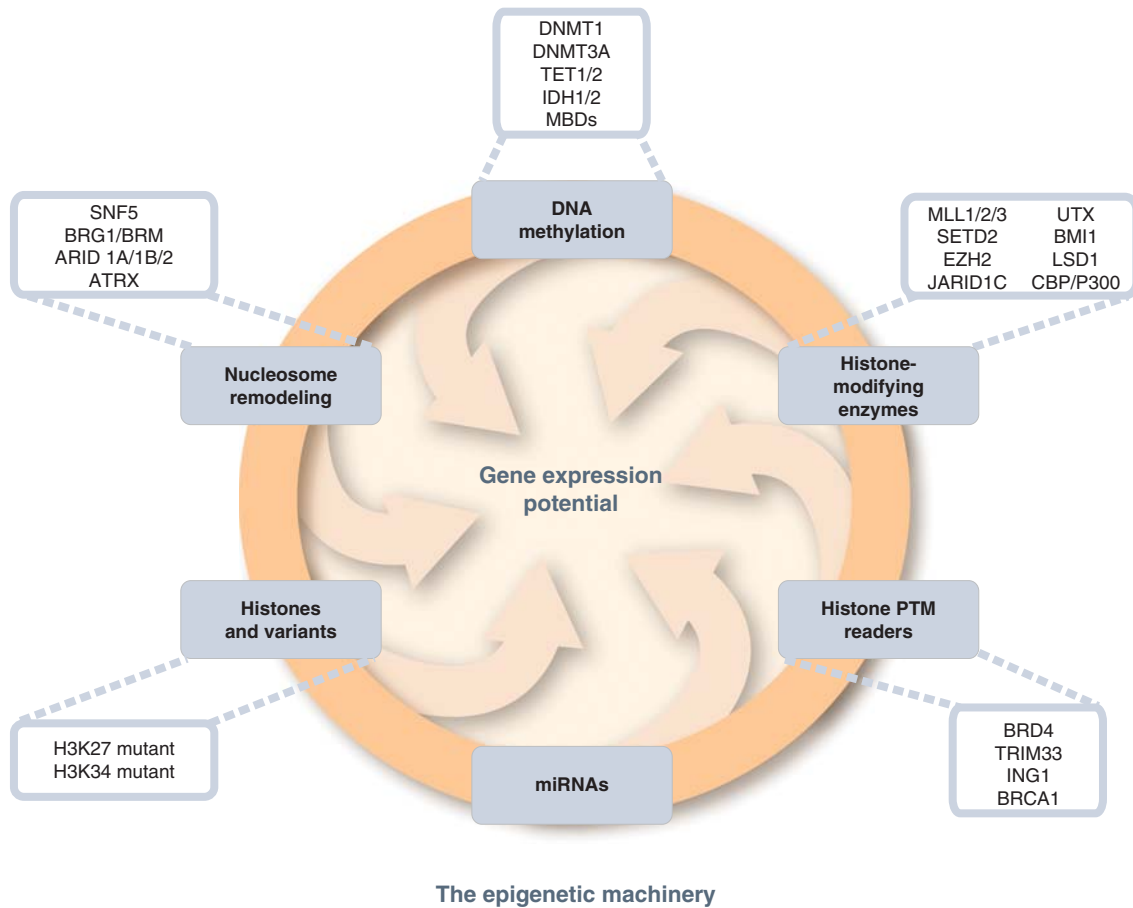 DNMT1
DNMT3A
TET1/2
IDH1/2
MBDs
DNA
methylation
SNF5
BRG1/BRM
ARID 1A/1B/2
ATRX
MLL1/2/3 UTX
SETD2 BMI1
EZH2 LSD1
JARID1C CBP/P300
Nucleosome
remodeling
Histone-
modifying
enzymes
Gene expression
potential
Histones
and variants
Histone PTM
readers
H3K27 mutant
H3K34 mutant
miRNAs
BRD4
TRIM33
ING1
BRCA1
The epigenetic machinery